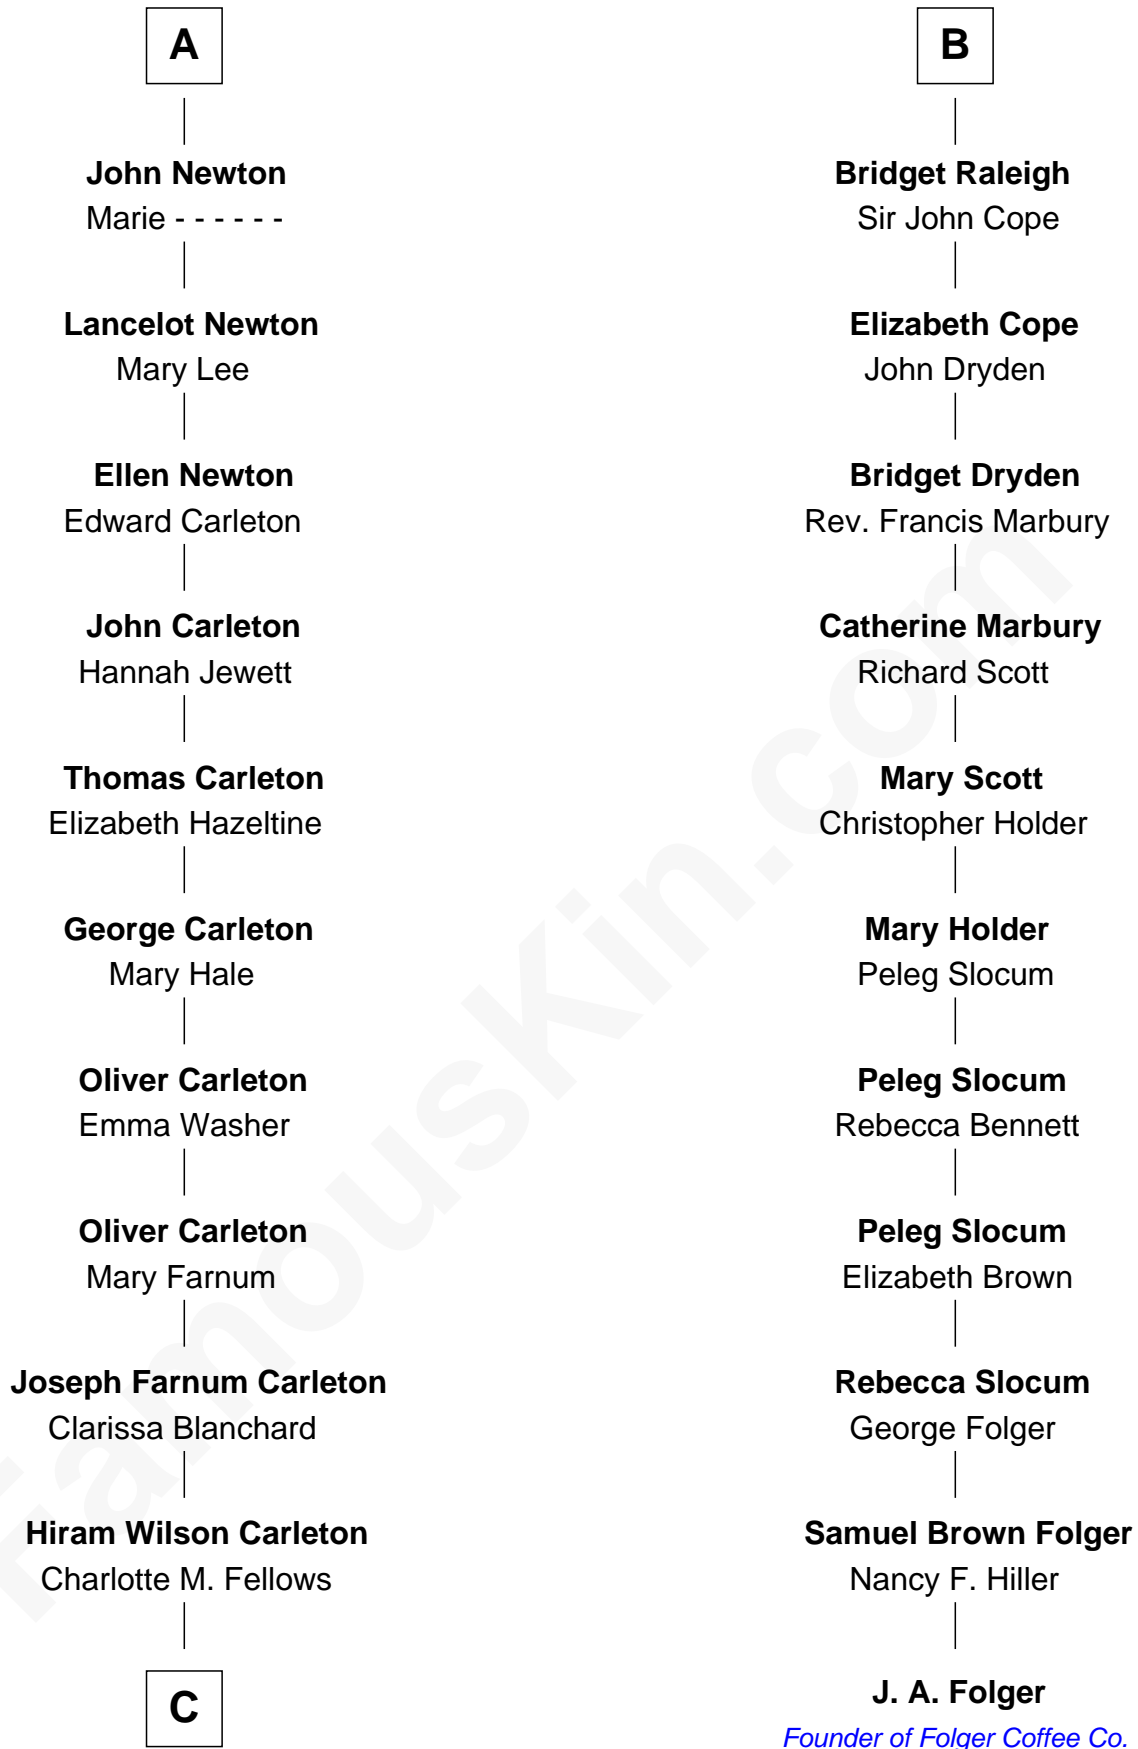 A
John Newton
Marie - - - - - -
Lancelot Newton
Mary Lee
Ellen Newton
Edward Carleton
John Carleton
Hannah Jewett
Thomas Carleton
Elizabeth Hazeltine
George Carleton
Mary Hale
Oliver Carleton
Emma Washer
Oliver Carleton
Mary Farnum
Joseph Farnum Carleton
Clarissa Blanchard
Hiram Wilson Carleton
Charlotte M. Fellows
C
B
Bridget Raleigh
Sir John Cope
Elizabeth Cope
John Dryden
Bridget Dryden
Rev. Francis Marbury
Catherine Marbury
Richard Scott
Mary Scott
Christopher Holder
Mary Holder
Peleg Slocum
Peleg Slocum
Rebecca Bennett
Peleg Slocum
Elizabeth Brown
Rebecca Slocum
George Folger
Samuel Brown Folger
Nancy F. Hiller
J. A. Folger
Founder of Folger Coffee Co.
FamousKin.com